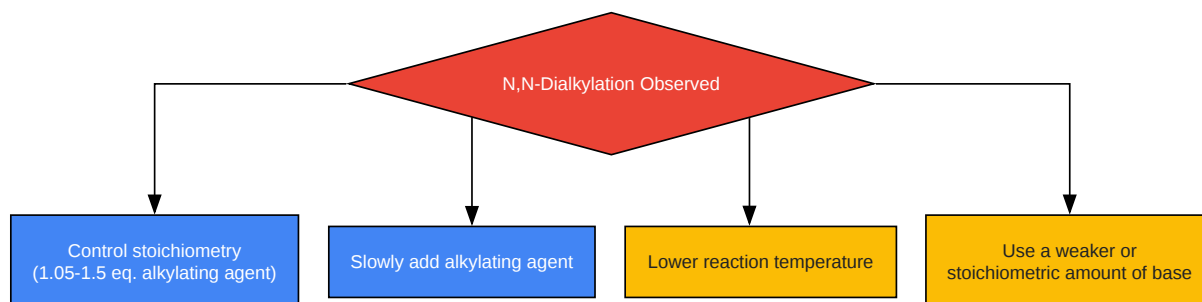 N,N-Dialkylation Observed
Control stoichiometry
(1.05-1.5 eq. alkylating agent)
Slowly add alkylating agent
Lower reaction temperature
Use a weaker or
stoichiometric amount of base